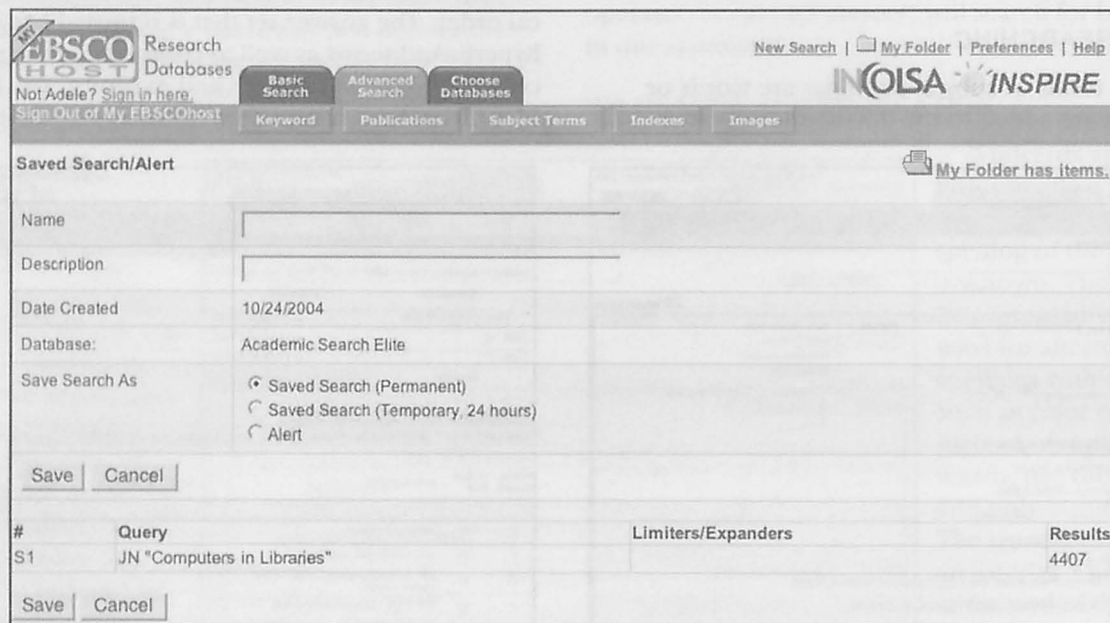 MY
EBSCO HOST Research Databases
New Search | My Folder | Preferences | Help
Not Adele? Sign in here.
Basic Search Advanced Search Choose Databases
INCOLSA INSPIRE
Sign Out of My EBSCOhost
Keyword Publications Subject Terms Indexes Images
Saved Search/Alert
My Folder has items.
Name
Description
Date Created 10/24/2004
Database: Academic Search Elite
Save Search As Saved Search (Permanent)
Saved Search (Temporary, 24 hours)
Alert
Save Cancel
# Query Limiters/Expanders Results
S1 JN "Computers in Libraries" 4407
Save Cancel